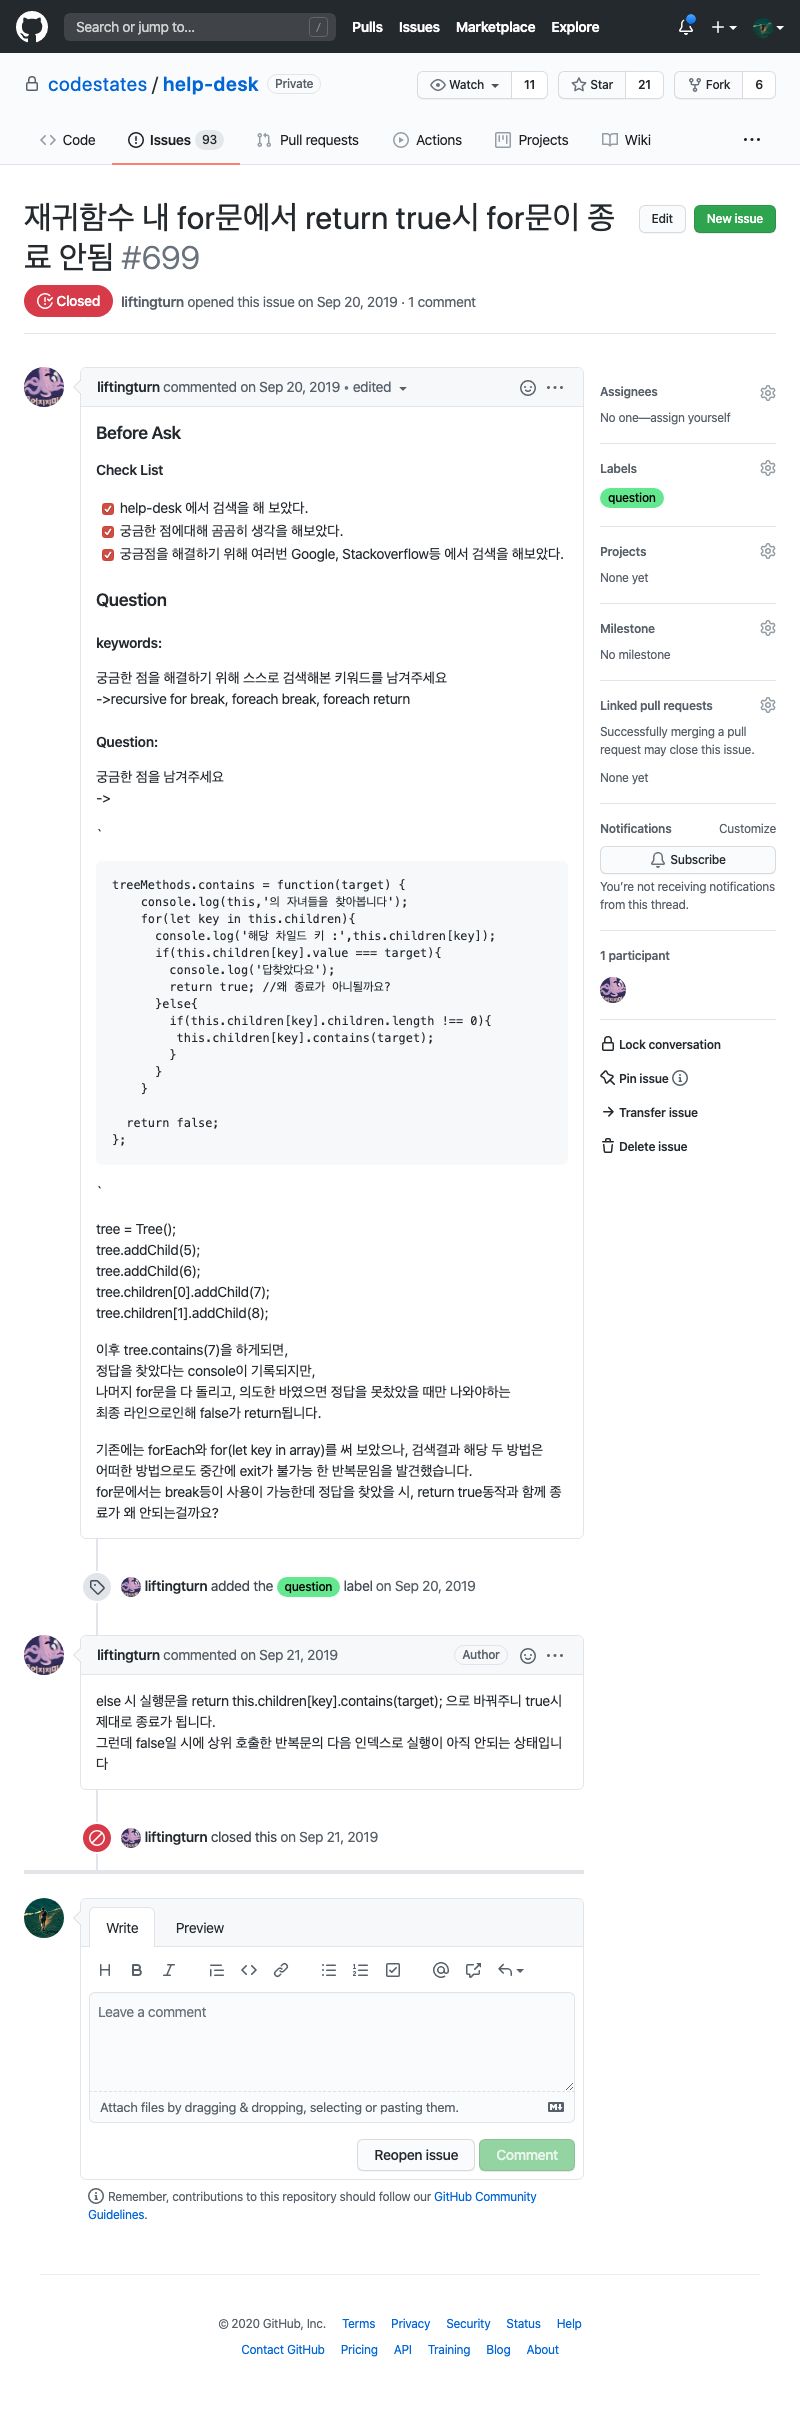 Search or jump to...
/
Pulls Issues Marketplace Explore
codestates / help-desk Private
Watch 11 Star 21 Fork 6
Code Issues 93 Pull requests Actions Projects Wiki ...
재귀함수 내 for문에서 return true시 for문이 종
료 안됨 #699
Edit New issue
Closed liftingturn opened this issue on Sep 20, 2019 · 1 comment
liftingturn commented on Sep 20, 2019 • edited
Before Ask
Check List
help-desk 에서 검색을 해 보았다.
궁금한 점에대해 곰곰히 생각을 해보았다.
궁금점을 해결하기 위해 여러번 Google, Stackoverflow등 에서 검색을 해보았다.
Question
keywords:
궁금한 점을 해결하기 위해 스스로 검색해본 키워드를 남겨주세요
->recursive for break, foreach break, foreach return
Question:
궁금한 점을 남겨주세요
->
`
treeMethods.contains = function(target) {
console.log(this,'의 자녀들을 찾아봅니다');
for(let key in this.children){
console.log('해당 차일드 키 :',this.children[key]);
if(this.children[key].value === target){
console.log('답찾았다요');
return true; //왜 종료가 아니될까요?
}else{
if(this.children[key].children.length !== 0){
this.children[key].contains(target);
}
}
}
return false;
};
`
tree = Tree();
tree.addChild(5);
tree.addChild(6);
tree.children[0].addChild(7);
tree.children[1].addChild(8);
이후 tree.contains(7)을 하게되면,
정답을 찾았다는 console이 기록되지만,
나머지 for문을 다 돌리고, 의도한 바였으면 정답을 못찼았을 때만 나와야하는
최종 라인으로인해 false가 return됩니다.
기존에는 forEach와 for(let key in array)를 써 보았으나, 검색결과 해당 두 방법은
어떠한 방법으로도 중간에 exit가 불가능 한 반복문임을 발견했습니다.
for문에서는 break등이 사용이 가능한데 정답을 찾았을 시, return true동작과 함께 종
료가 왜 안되는걸까요?
liftingturn added the question label on Sep 20, 2019
liftingturn commented on Sep 21, 2019 Author
else 시 실행문을 return this.children[key].contains(target); 으로 바꿔주니 true시
제대로 종료가 됩니다.
그런데 false일 시에 상위 호출한 반복문의 다음 인덱스로 실행이 아직 안되는 상태입니
다
liftingturn closed this on Sep 21, 2019
Assignees
No one—assign yourself
Labels
question
Projects
None yet
Milestone
No milestone
Linked pull requests
Successfully merging a pull
request may close this issue.
None yet
Notifications Customize
Subscribe
You're not receiving notifications
from this thread.
1 participant
Lock conversation
Pin issue
Transfer issue
Delete issue
Write Preview
Leave a comment
Attach files by dragging & dropping, selecting or pasting them.
Reopen issue Comment
Remember, contributions to this repository should follow our GitHub Community
Guidelines.
© 2020 GitHub, Inc. Terms Privacy Security Status Help
Contact GitHub Pricing API Training Blog About